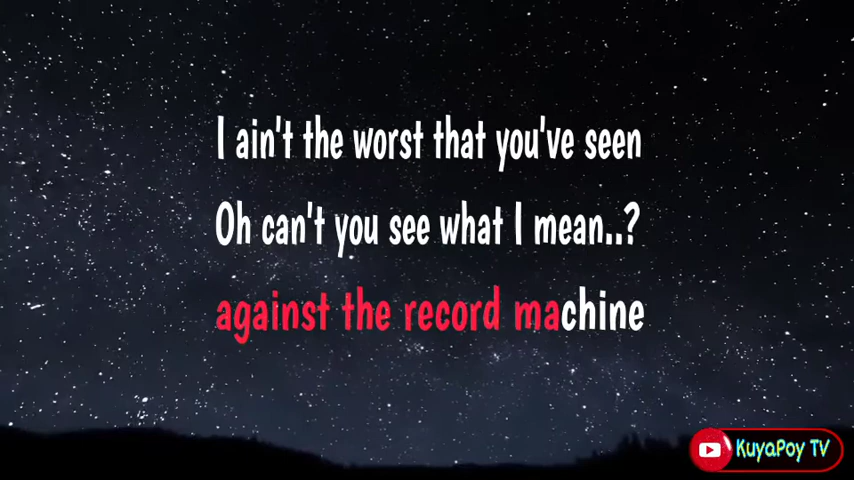 I ain't the worst that you've seen
Oh can't you see what I mean..?
against the record machine
KuyaPoy TV